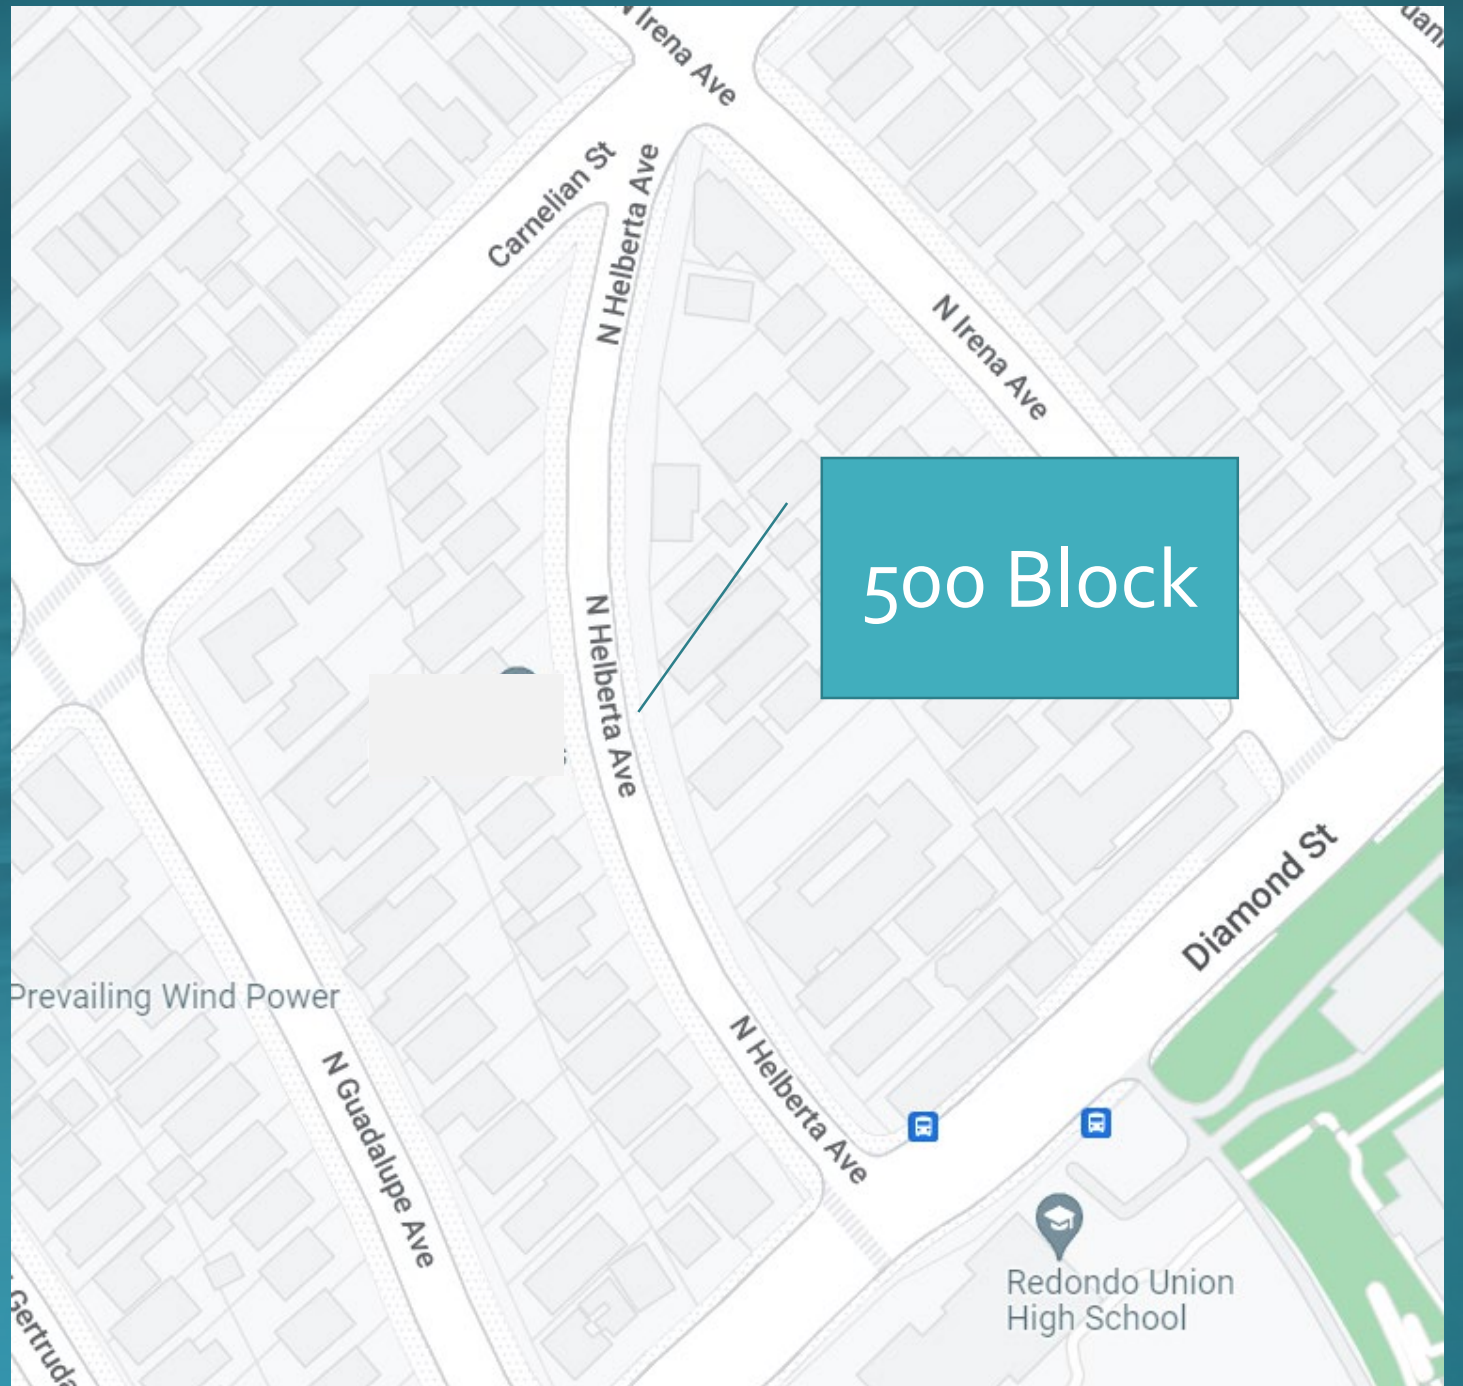 N Irena Ave
Carnelian St
N Helberta Ave
N Irena Ave
500 Block
N Helberta Ave
Diamond St
Prevailing Wind Power
N Helberta Ave
N Guadalupe Ave
Redondo Union
High School